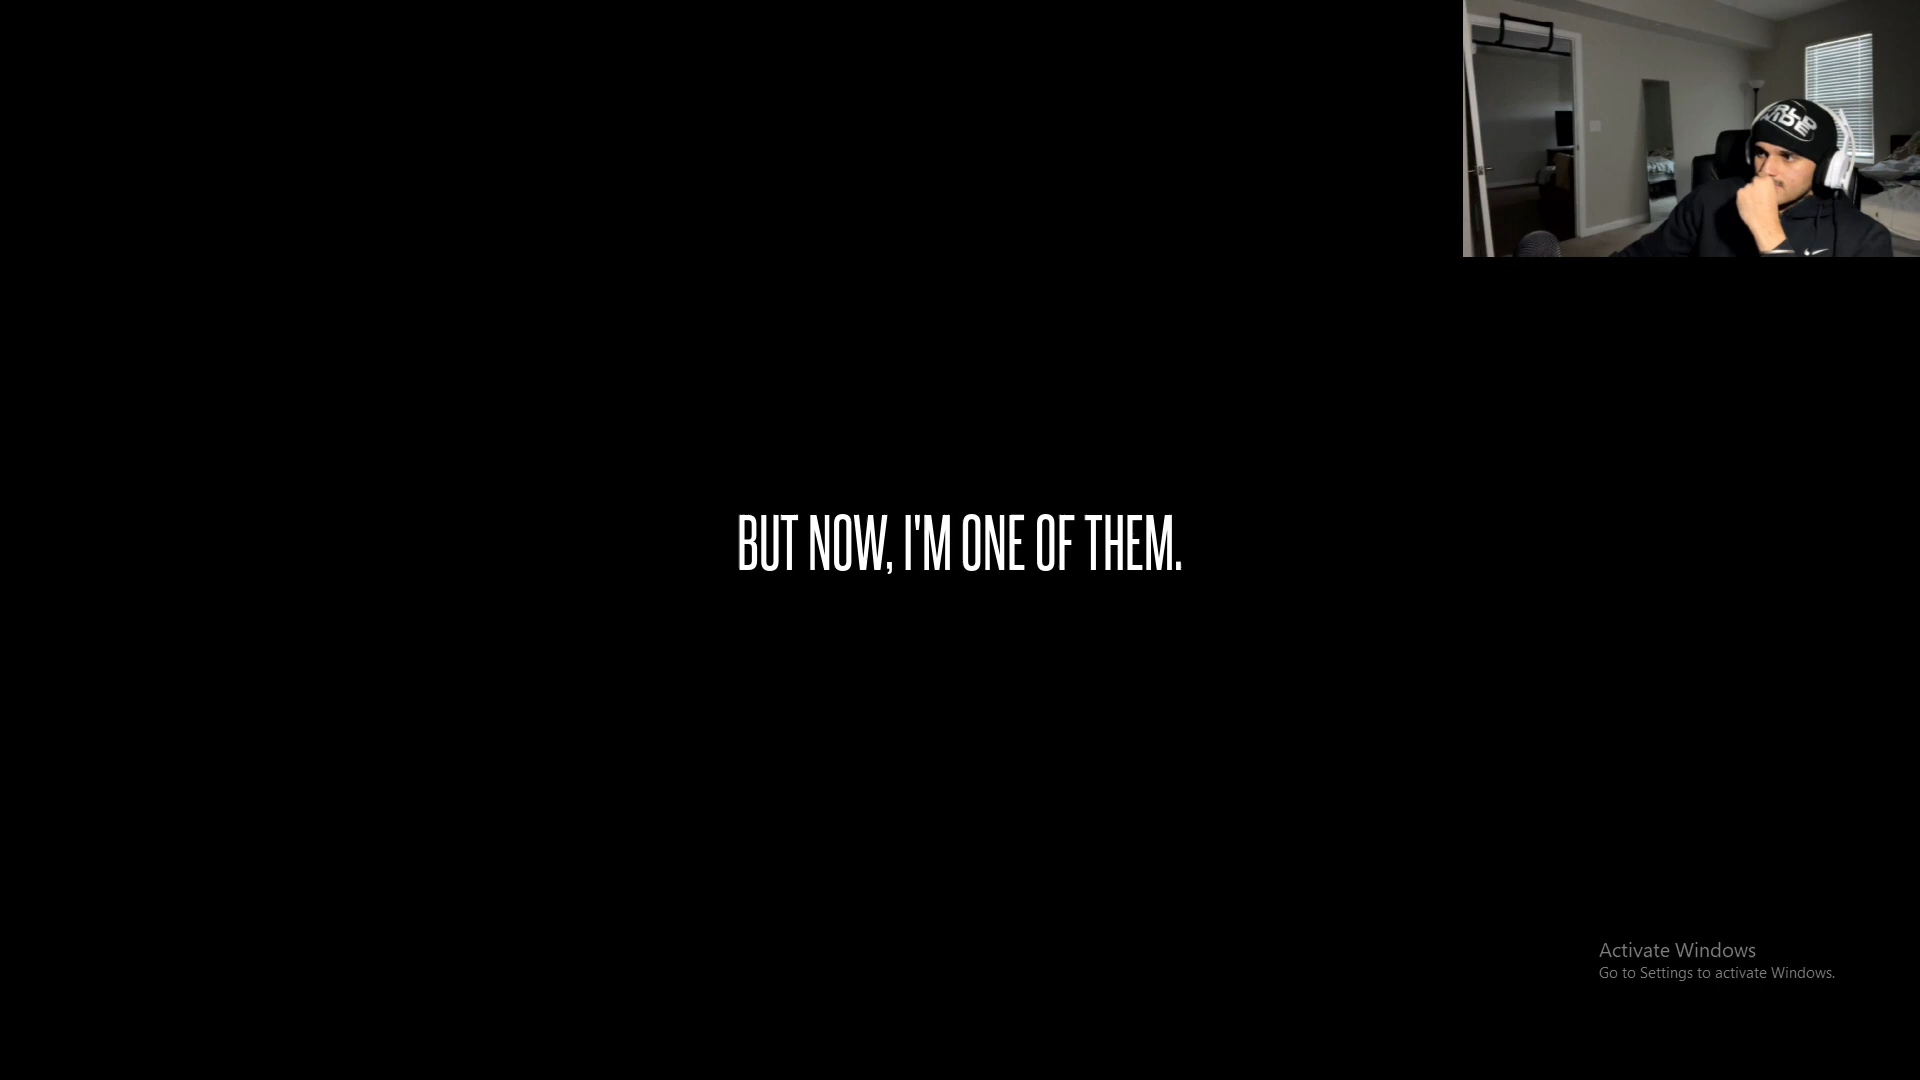 BUT NOW, I'M ONE OF THEM.
Activate Windows
Go to Settings to activate Windows.